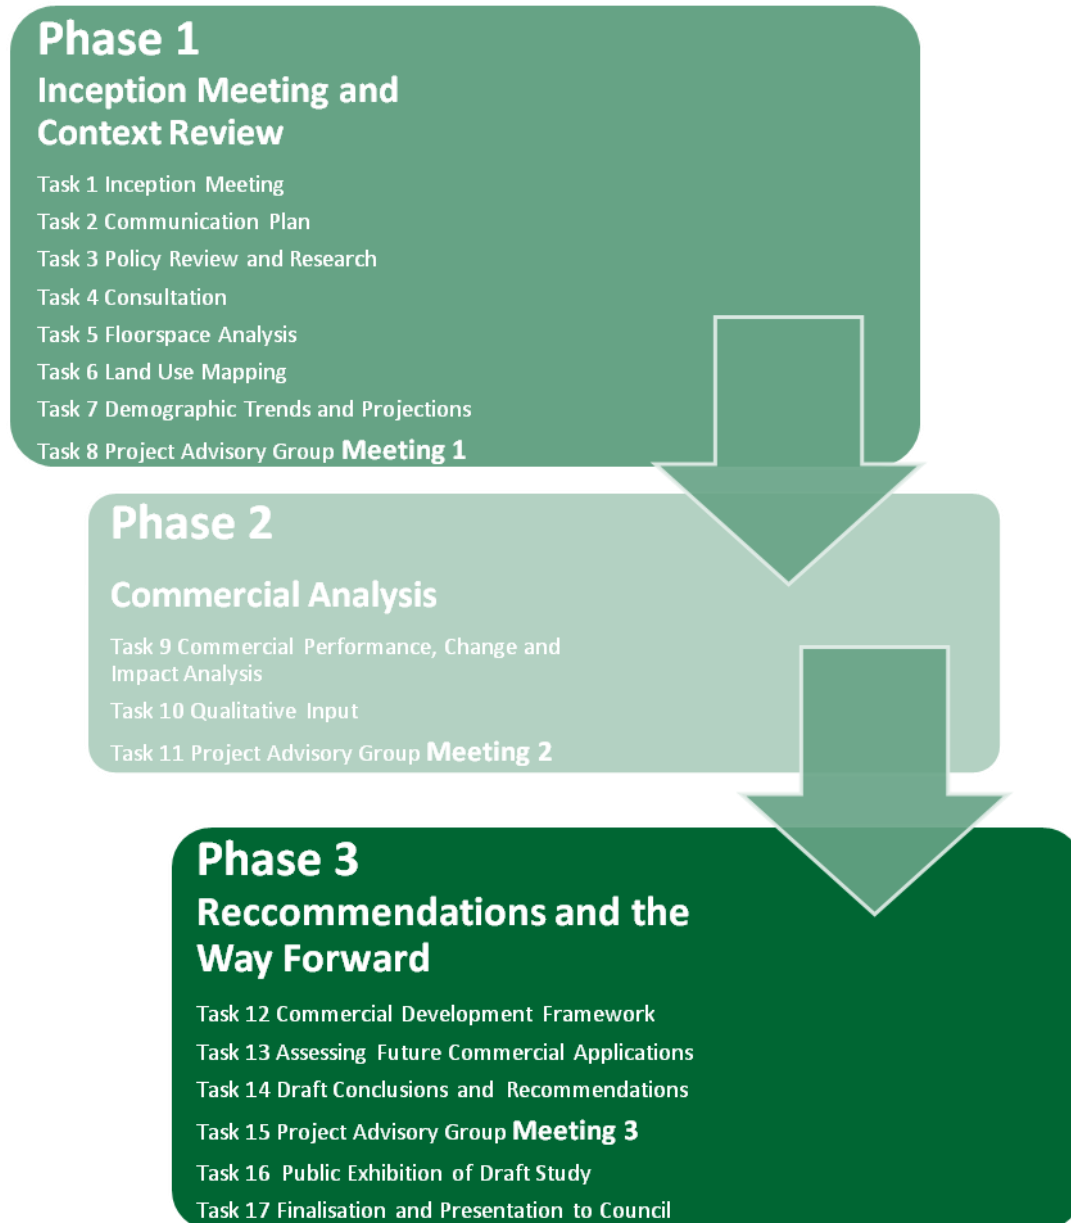 Phase 1
Inception Meeting and
Context Review
Task 1 Inception Meeting
Task 2 Communication Plan
Task 3 Policy Review and Research
Task 4 Consultation
Task 5 Floorspace Analysis
Task 6 Land Use Mapping
Task 7 Demographic Trends and Projections
Task 8 Project Advisory Group Meeting 1
Phase 2
Commercial Analysis
Task 9 Commercial Performance, Change and
Impact Analysis
Task 10 Qualitative Input
Task 11 Project Advisory Group Meeting 2
Phase 3
Reccommendations and the
Way Forward
Task 12 Commercial Development Framework
Task 13 Assessing Future Commercial Applications
Task 14 Draft Conclusions and Recommendations
Task 15 Project Advisory Group Meeting 3
Task 16 Public Exhibition of Draft Study
Task 17 Finalisation and Presentation to Council